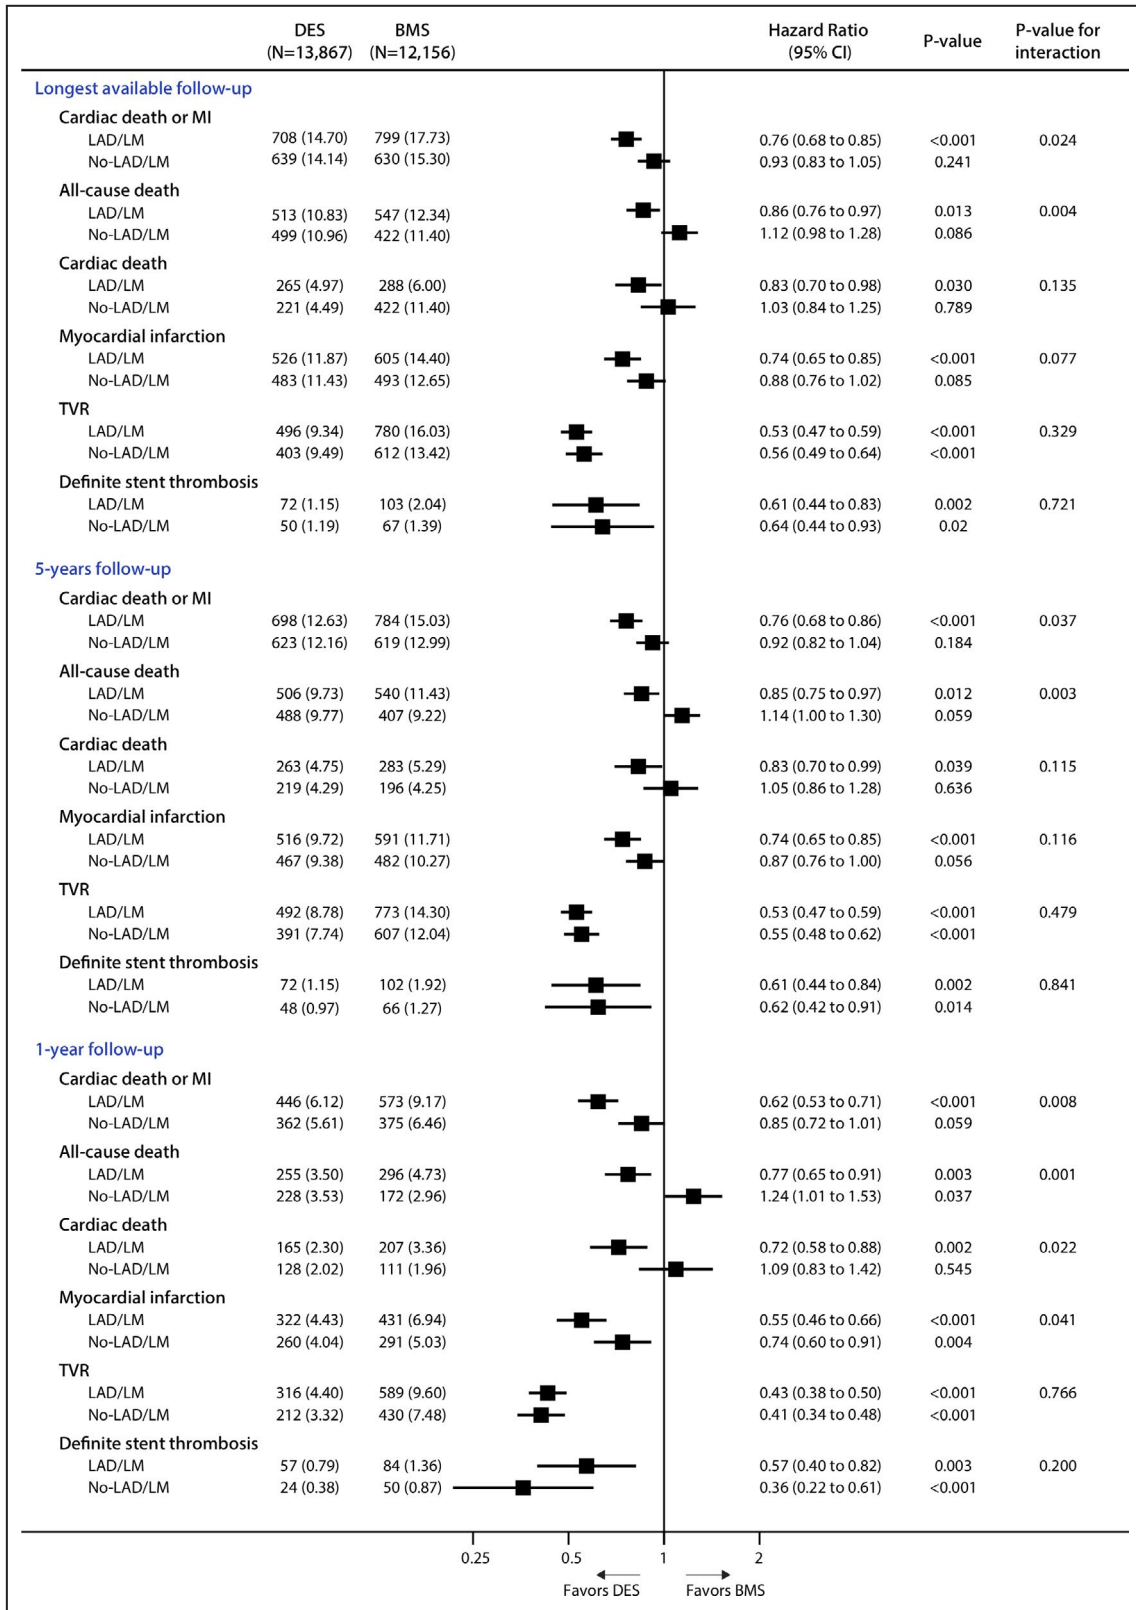 DES BMS Hazard Ratio P-value P-value for
(N=13,867) (N=12,156) (95% CI) interaction
Longest available follow-up
Cardiac death or MI
LAD/LM 708 (14.70) 799 (17.73) 0.76 (0.68 to 0.85) <0.001 0.024
No-LAD/LM 639 (14.14) 630 (15.30) 0.93 (0.83 to 1.05) 0.241
All-cause death
LAD/LM 513 (10.83) 547 (12.34) 0.86 (0.76 to 0.97) 0.013 0.004
No-LAD/LM 499 (10.96) 422 (11.40) 1.12 (0.98 to 1.28) 0.086
Cardiac death
LAD/LM 265 (4.97) 288 (6.00) 0.83 (0.70 to 0.98) 0.030 0.135
No-LAD/LM 221 (4.49) 422 (11.40) 1.03 (0.84 to 1.25) 0.789
Myocardial infarction
LAD/LM 526 (11.87) 605 (14.40) 0.74 (0.65 to 0.85) <0.001 0.077
No-LAD/LM 483 (11.43) 493 (12.65) 0.88 (0.76 to 1.02) 0.085
TVR
LAD/LM 496 (9.34) 780 (16.03) 0.53 (0.47 to 0.59) <0.001 0.329
No-LAD/LM 403 (9.49) 612 (13.42) 0.56 (0.49 to 0.64) <0.001
Definite stent thrombosis
LAD/LM 72 (1.15) 103 (2.04) 0.61 (0.44 to 0.83) 0.002 0.721
No-LAD/LM 50 (1.19) 67 (1.39) 0.64 (0.44 to 0.93) 0.02
5-years follow-up
Cardiac death or MI
LAD/LM 698 (12.63) 784 (15.03) 0.76 (0.68 to 0.86) <0.001 0.037
No-LAD/LM 623 (12.16) 619 (12.99) 0.92 (0.82 to 1.04) 0.184
All-cause death
LAD/LM 506 (9.73) 540 (11.43) 0.85 (0.75 to 0.97) 0.012 0.003
No-LAD/LM 488 (9.77) 407 (9.22) 1.14 (1.00 to 1.30) 0.059
Cardiac death
LAD/LM 263 (4.75) 283 (5.29) 0.83 (0.70 to 0.99) 0.039 0.115
No-LAD/LM 219 (4.29) 196 (4.25) 1.05 (0.86 to 1.28) 0.636
Myocardial infarction
LAD/LM 516 (9.72) 591 (11.71) 0.74 (0.65 to 0.85) <0.001 0.116
No-LAD/LM 467 (9.38) 482 (10.27) 0.87 (0.76 to 1.00) 0.056
TVR
LAD/LM 492 (8.78) 773 (14.30) 0.53 (0.47 to 0.59) <0.001 0.479
No-LAD/LM 391 (7.74) 607 (12.04) 0.55 (0.48 to 0.62) <0.001
Definite stent thrombosis
LAD/LM 72 (1.15) 102 (1.92) 0.61 (0.44 to 0.84) 0.002 0.841
No-LAD/LM 48 (0.97) 66 (1.27) 0.62 (0.42 to 0.91) 0.014
1-year follow-up
Cardiac death or MI
LAD/LM 446 (6.12) 573 (9.17) 0.62 (0.53 to 0.71) <0.001 0.008
No-LAD/LM 362 (5.61) 375 (6.46) 0.85 (0.72 to 1.01) 0.059
All-cause death
LAD/LM 255 (3.50) 296 (4.73) 0.77 (0.65 to 0.91) 0.003 0.001
No-LAD/LM 228 (3.53) 172 (2.96) 1.24 (1.01 to 1.53) 0.037
Cardiac death
LAD/LM 165 (2.30) 207 (3.36) 0.72 (0.58 to 0.88) 0.002 0.022
No-LAD/LM 128 (2.02) 111 (1.96) 1.09 (0.83 to 1.42) 0.545
Myocardial infarction
LAD/LM 322 (4.43) 431 (6.94) 0.55 (0.46 to 0.66) <0.001 0.041
No-LAD/LM 260 (4.04) 291 (5.03) 0.74 (0.60 to 0.91) 0.004
TVR
LAD/LM 316 (4.40) 589 (9.60) 0.43 (0.38 to 0.50) <0.001 0.766
No-LAD/LM 212 (3.32) 430 (7.48) 0.41 (0.34 to 0.48) <0.001
Definite stent thrombosis
LAD/LM 57 (0.79) 84 (1.36) 0.57 (0.40 to 0.82) 0.003 0.200
No-LAD/LM 24 (0.38) 50 (0.87) 0.36 (0.22 to 0.61) <0.001
0.25 0.5 1 2
Favors DES Favors BMS